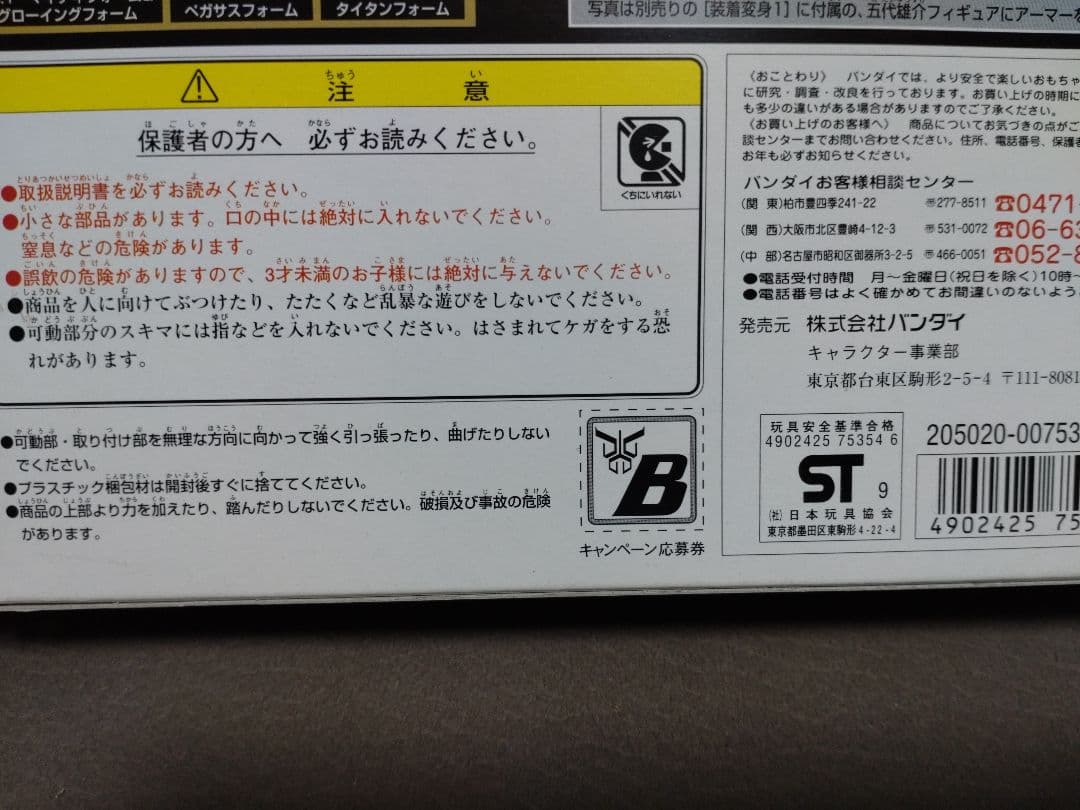 グローイングフォーム
ペガサスフォーム
タイタンフォーム
写真は別売りの[装着変身1]に付属の、五代雄介フィギュアにアーマーを
注意
ちゅう い
保護者の方へ 必ずお読みください。
ほごしゃ かた かなら よ
くちにいれない
●取扱説明書を必ずお読みください。
●小さな部品があります。口の中には絶対に入れないでください。
窒息などの危険があります。
●誤飲の危険がありますので、3才未満のお子様には絶対に与えないでください。
●商品を人に向けてぶつけたり、たたくなど乱暴な遊びをしないでください。
●可動部分のスキマには指などを入れないでください。はさまれてケガをする恐
れがあります。
●可動部・取り付け部を無理な方向に向かって強く引っ張ったり、曲げたりしない
でください。
●プラスチック梱包材は開封後すぐに捨ててください。
●商品の上部より力を加えたり、踏んだりしないでください。破損及び事故の危険
があります。
B
キャンペーン応募券
〈おことわり〉 バンダイでは、より安全で楽しいおもちゃ
に研究・調査・改良を行っております。お買い上げの時期に
も多少の違いがある場合がありますのでご了承ください。
〈お買い上げのお客様へ〉 商品についてお気づきの点がご
談センターまでお問い合わせください。住所、電話番号、保護者
お年も必ずお知らせください。
バンダイお客様相談センター
(関 東)柏市豊四季241-22 〒277-8511 ☎0471-
(関 西)大阪市北区豊崎4-12-3 〒531-0072 ☎06-63
(中 部)名古屋市昭和区御器所3-2-5 〒466-0051 ☎052-8
●電話受付時間 月〜金曜日(祝日を除く)10時〜
●電話番号はよく確かめてお間違いのないよう
発売元 株式会社バンダイ
キャラクター事業部
東京都台東区駒形2-5-4 〒111-8081
玩具安全基準合格
4902425 75354 6
ST 9
(社)日本玩具協会
東京都墨田区東駒形4-22-4
205020-00753
4902425 75